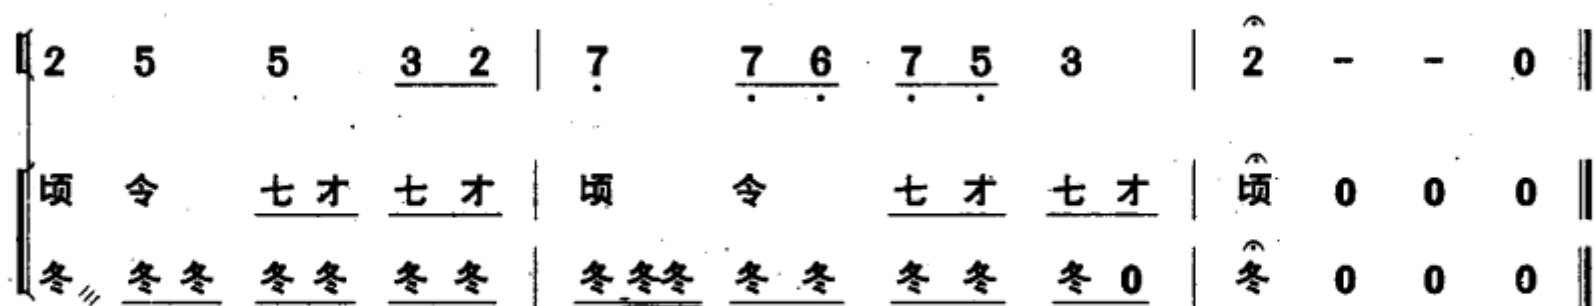 2 5 5 3 2 | 7 7 6 7 5 3 | 2 - - 0
顷 令 七 才 七 才 | 顷 令 七 才 七 才 | 顷 0 0 0
冬 冬 冬 冬 冬 冬 冬 | 冬 冬 冬 冬 冬 冬 冬 冬 0 | 冬 0 0 0